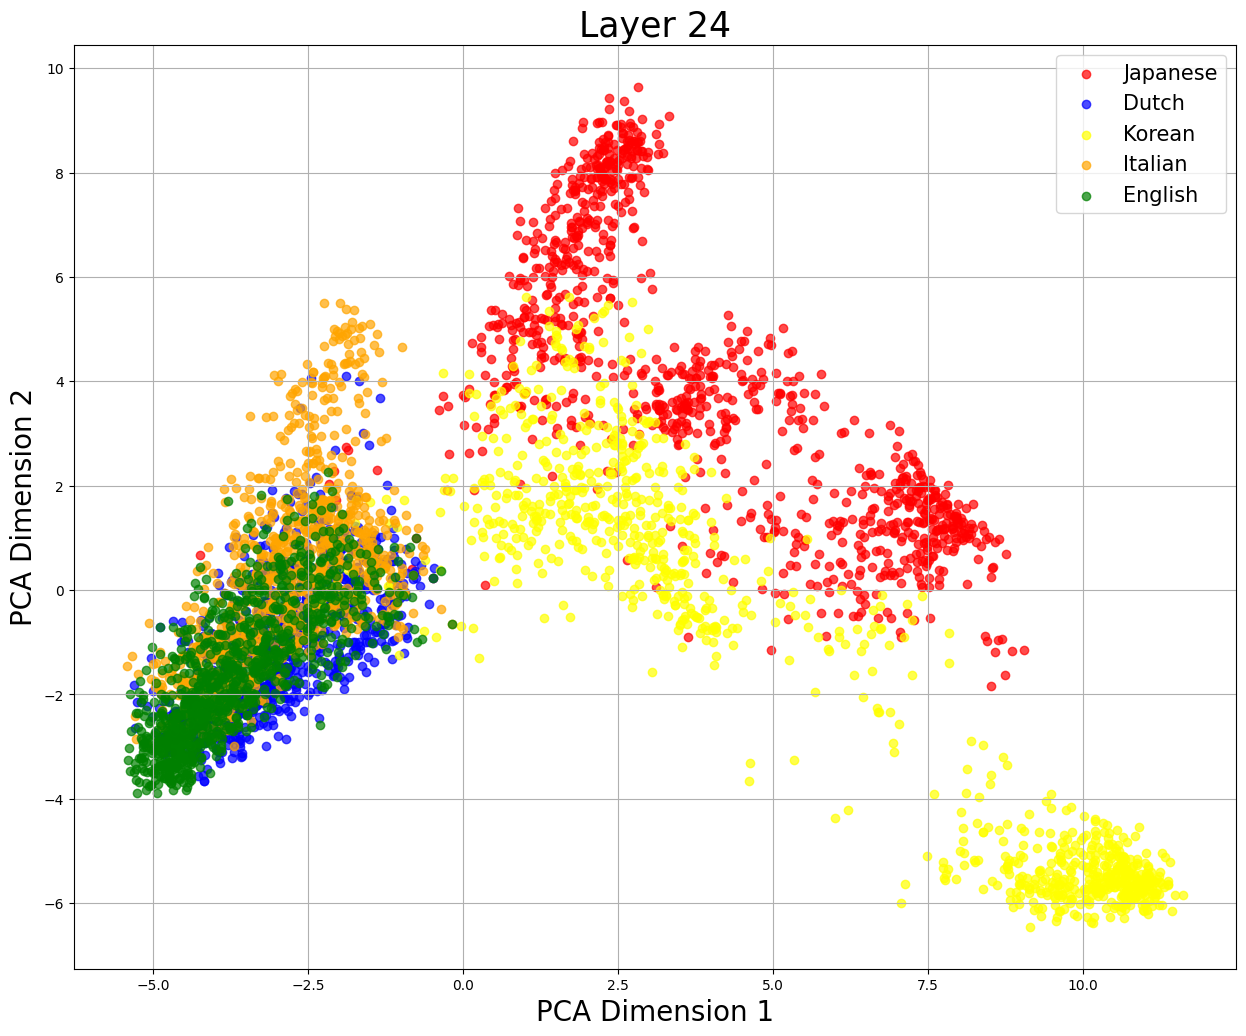 Layer 24
Japanese
Dutch
Korean
Italian
English
PCA Dimension 2
10
8
6
4
2
0
−2
−4
−6
−5.0
−2.5
0.0
2.5
5.0
7.5
10.0
PCA Dimension 1